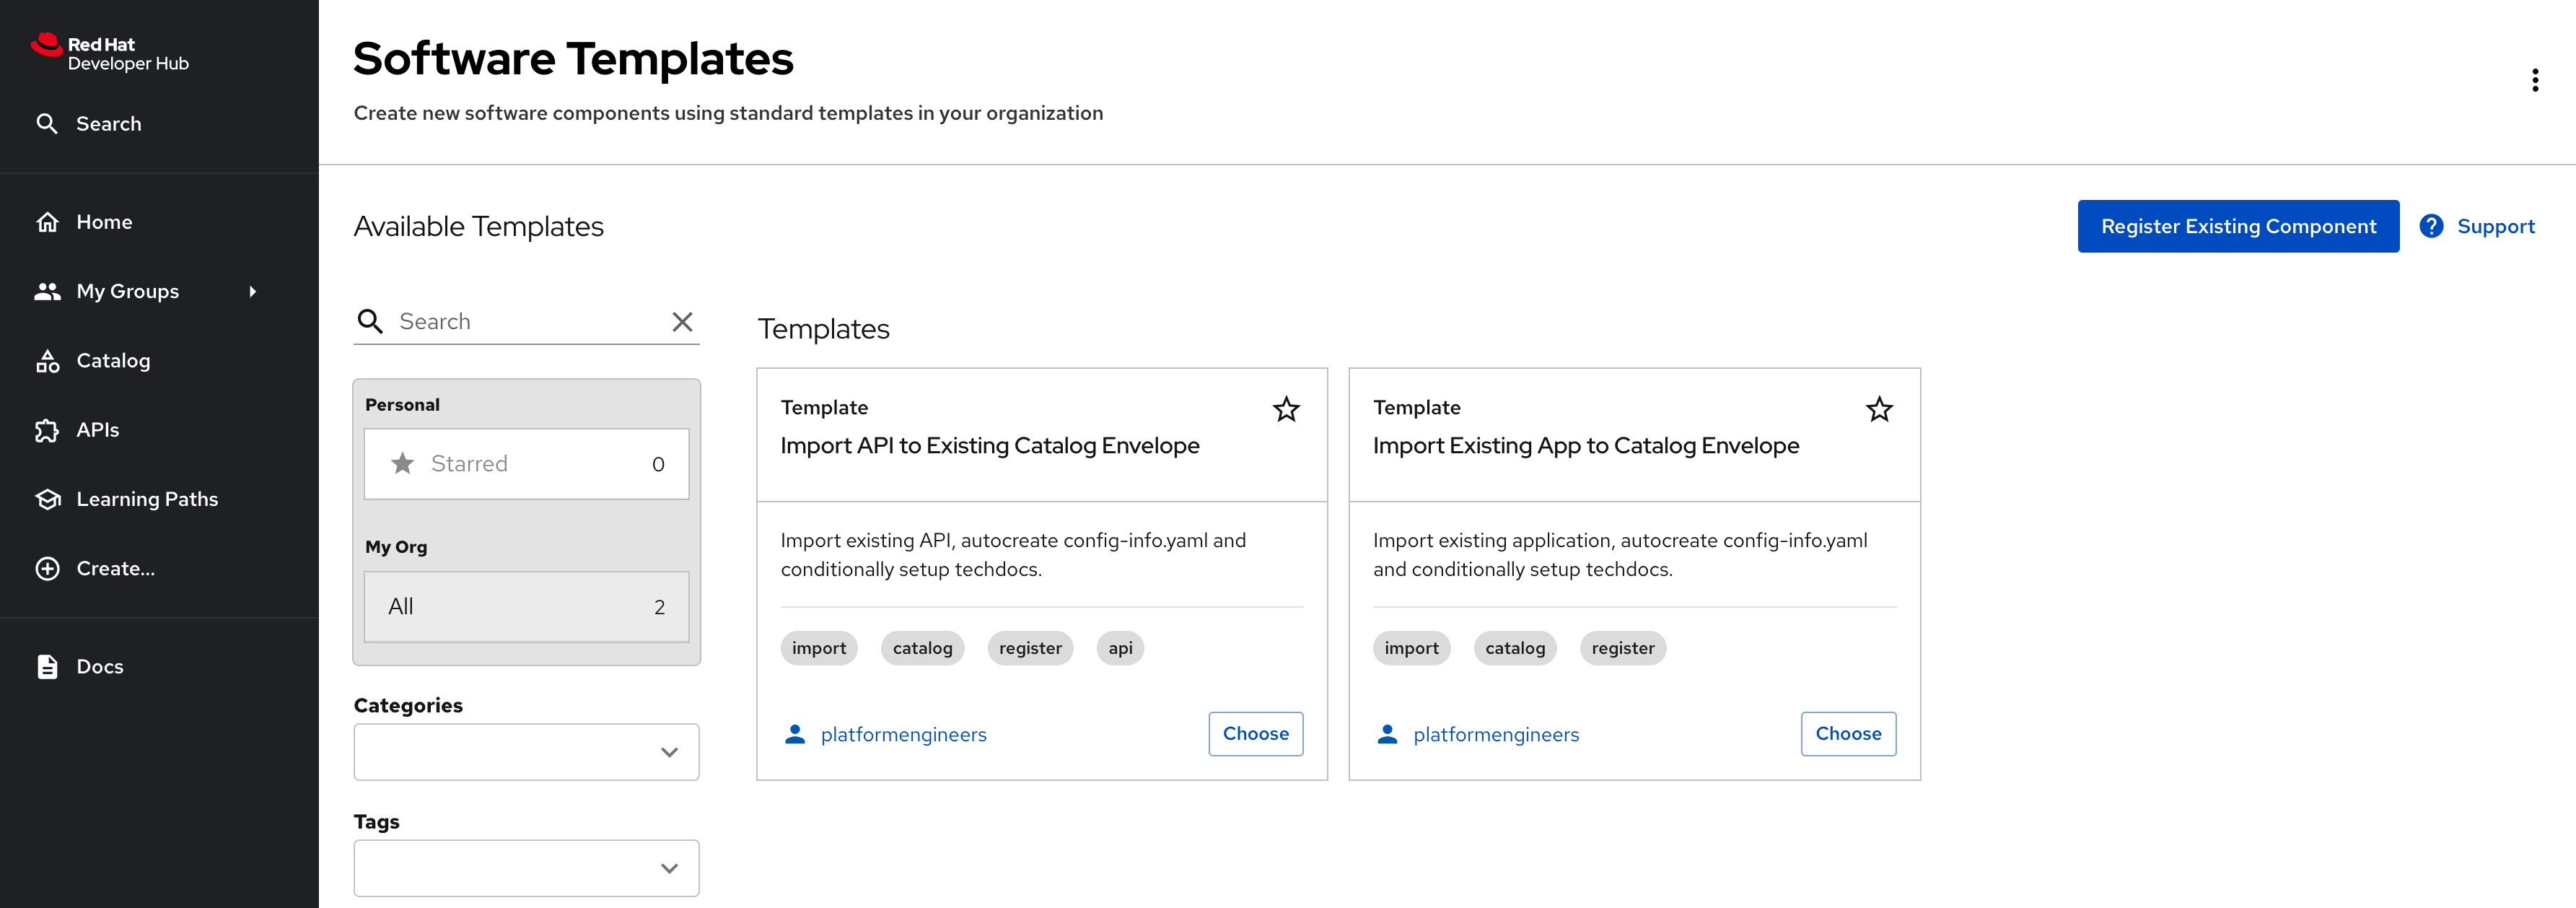 Red Hat
Developer Hub
Search
Home
My Groups
Catalog
APIs
Learning Paths
Create...
Docs
Software Templates
Create new software components using standard templates in your organization
Available Templates
Register Existing Component
Support
Search
Personal
Starred 0
My Org
All 2
Categories
Tags
Templates
Template
Import API to Existing Catalog Envelope
Import existing API, autocreate config-info.yaml and
conditionally setup techdocs.
import catalog register api
platformengineers Choose
Template
Import Existing App to Catalog Envelope
Import existing application, autocreate config-info.yaml
and conditionally setup techdocs.
import catalog register
platformengineers Choose